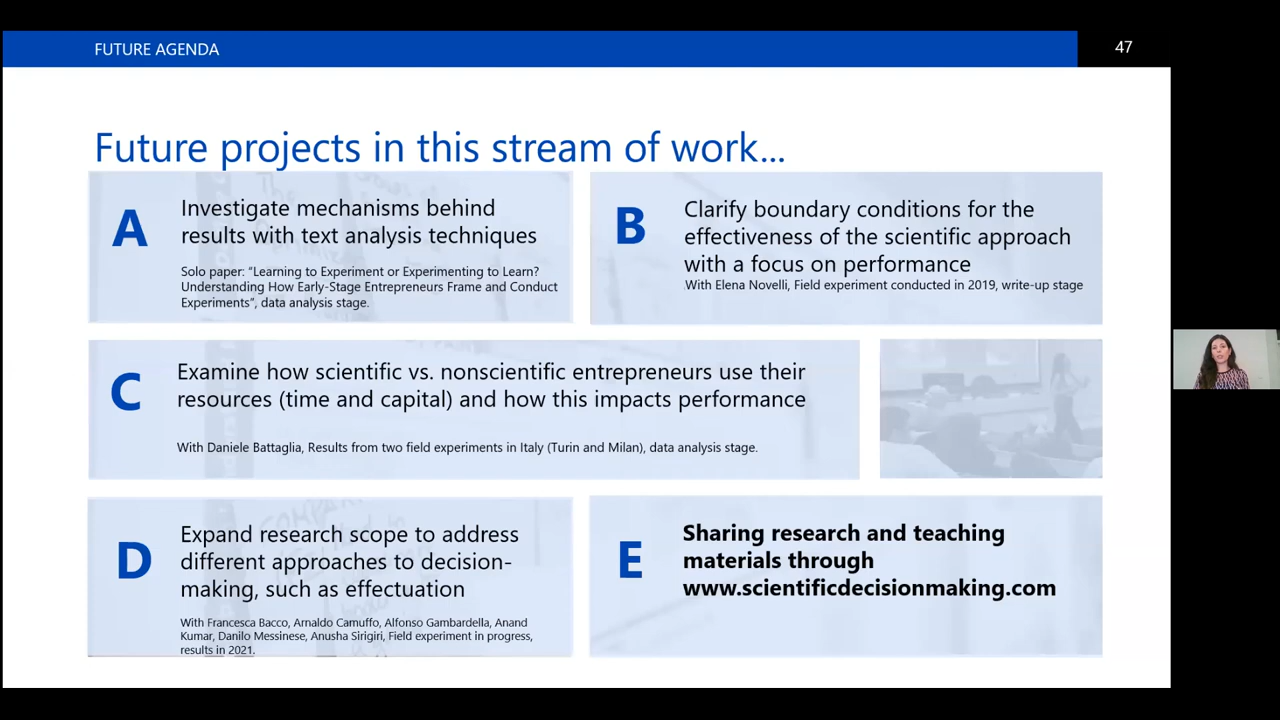 FUTURE AGENDA
47
Future projects in this stream of work...
A
Investigate mechanisms behind
results with text analysis techniques
Solo paper: “Learning to Experiment or Experimenting to Learn?
Understanding How Early-Stage Entrepreneurs Frame and Conduct
Experiments”, data analysis stage.
B
Clarify boundary conditions for the
effectiveness of the scientific approach
with a focus on performance
With Elena Novelli, Field experiment conducted in 2019, write-up stage
C
Examine how scientific vs. nonscientific entrepreneurs use their
resources (time and capital) and how this impacts performance
With Daniele Battaglia, Results from two field experiments in Italy (Turin and Milan), data analysis stage.
D
Expand research scope to address
different approaches to decision-
making, such as effectuation
With Francesca Bacco, Arnaldo Camuffo, Alfonso Gambardella, Anand
Kumar, Danilo Messinese, Anusha Sirigiri, Field experiment in progress,
results in 2021.
E
Sharing research and teaching
materials through
www.scientificdecisionmaking.com